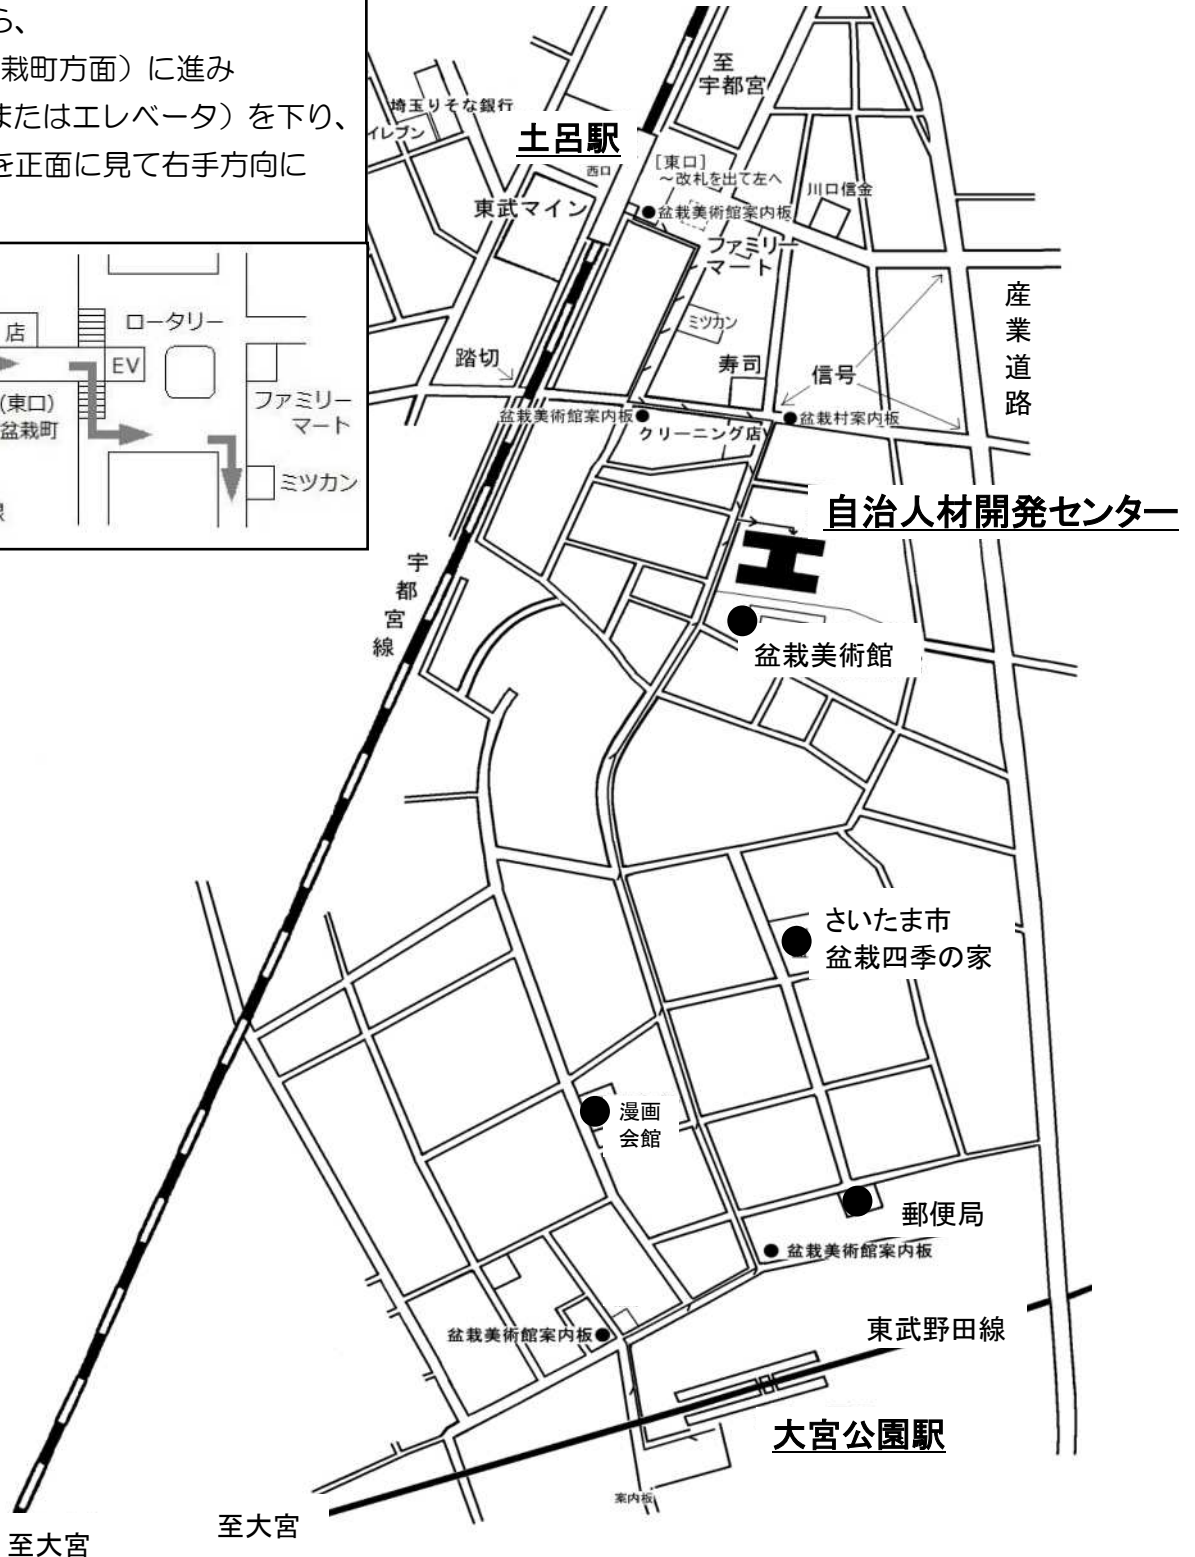 ら、
栽町方面）に進み
またはエレベータ）を下り、
を正面に見て右手方向に
店
ロータリー
EV
(東口)
盆栽町
ファミリー
マート
ミツカン
線
至
宇都宮
埼玉りそな銀行
イレブン
土呂駅
西口
[東口]
～改札を出て左へ
川口信金
東武マイン
盆栽美術館案内板
ファミリー
マート
産業道路
ミツカン
踏切
寿司
信号
盆栽美術館案内板
盆栽村案内板
クリーニング店
自治人材開発センター
宇都宮線
盆栽美術館
さいたま市
盆栽四季の家
漫画
会館
郵便局
盆栽美術館案内板
盆栽美術館案内板
東武野田線
大宮公園駅
案内板
至大宮
至大宮